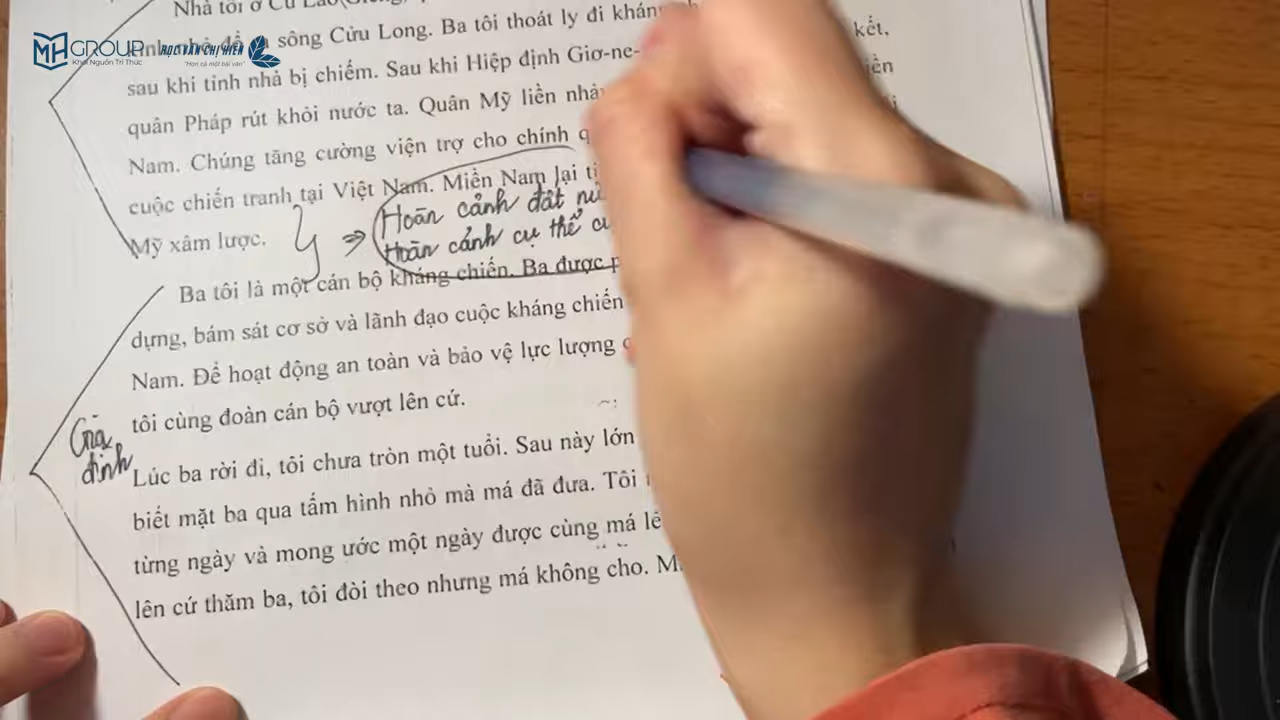 MH GROUP
Khơi Nguồn Tri Thức
HỌC VĂN CHỊ HIÊN
"Hơn cả một bài văn"
Nhà tôi ở Cù Lao
sông Cửu Long. Ba tôi thoát ly đi
kết,
sau khi tỉnh nhà bị chiếm. Sau khi Hiệp định Giơ-ne-
quân Pháp rút khỏi nước ta. Quân Mỹ liền
Nam. Chúng tăng cường viện trợ cho chính
cuộc chiến tranh tại Việt Nam. Miền Nam lại
Mỹ xâm lược.
⇒ Hoàn cảnh đất
Hoàn cảnh cụ thể
Ba tôi là một cán bộ kháng chiến. Ba được
dựng, bám sát cơ sở và lãnh đạo cuộc kháng chiến
Nam. Để hoạt động an toàn và bảo vệ lực lượng
tôi cùng đoàn cán bộ vượt lên cứ.
Gia
đình
Lúc ba rời đi, tôi chưa tròn một tuổi. Sau này lớn
biết mặt ba qua tấm hình nhỏ mà má đã đưa. Tôi
từng ngày và mong ước một ngày được cùng má
lên cứ thăm ba, tôi đòi theo nhưng má không cho.